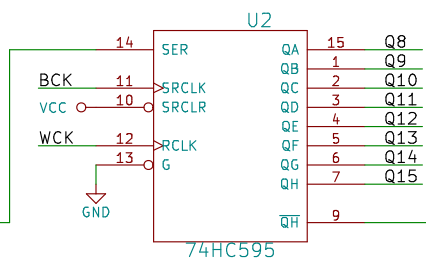 U2
14 SER QA 15 Q8
QB 1 Q9
BCK 11 SRCLK QC 2 Q10
VCC 10 SRCLR QD 3 Q11
QE 4 Q12
WCK 12 RCLK QF 5 Q13
13 G QG 6 Q14
QH 7 Q15
GND
QH 9
74HC595